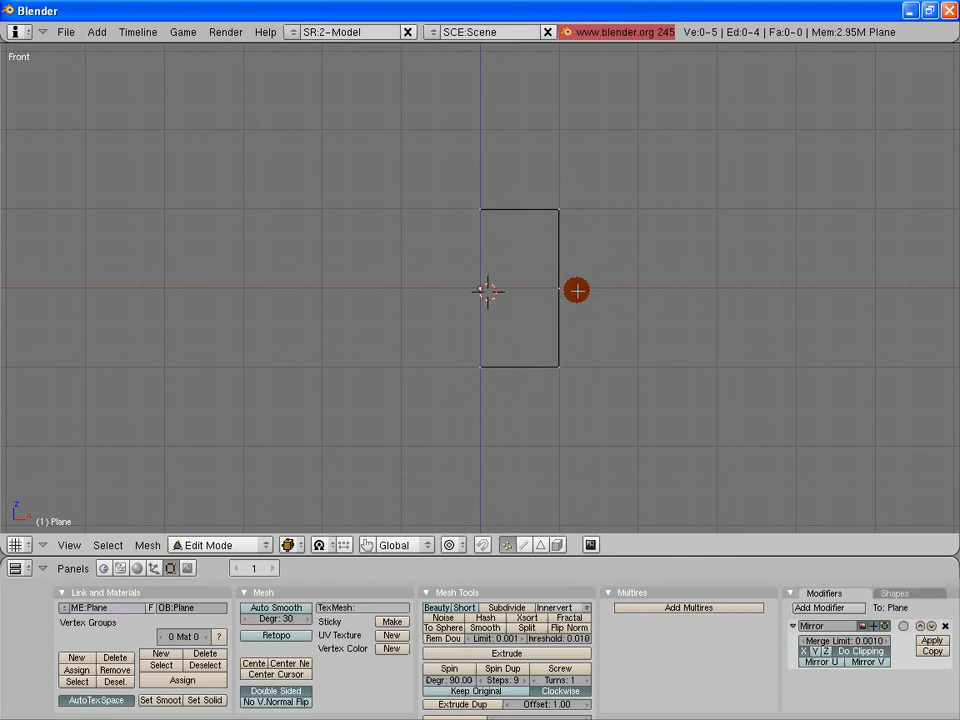 Blender
File Add Timeline Game Render Help SR:2-Model SCE:Scene www.blender.org 245 Ve:0-5 | Ed:0-4 | Fa:0-0 | Mem:2.95M Plane
Front
z
x
(1) Plane
View Select Mesh Edit Mode Global
Panels 1
Link and Materials Mesh Mesh Tools Multires Modifiers Shapes
ME:Plane F OB:Plane Auto Smooth TexMesh: Beauty Short Subdivide Innervert Add Multires Add Modifier To: Plane
Vertex Groups Degr: 30 Sticky Make Noise Hash Xsort Fractal
0 Mat 0 ? Retopo UV Texture New To Sphere Smooth Split Flip Norm Mirror
Vertex Color New Rem Dou Limit: 0.001 hreshold: 0.010 Merge Limit: 0.0010 Apply
New Delete New Delete Extrude X Y Z Do Clipping Copy
Assign Remove Select Deselect Cente Center Ne Spin Spin Dup Screw Mirror U Mirror V
Select Desel. Assign Center Cursor Degr: 90.00 Steps: 9 Turns: 1
Double Sided Keep Original Clockwise
AutoTexSpace Set Smoot Set Solid No V.Normal Flip Extrude Dup Offset: 1.00